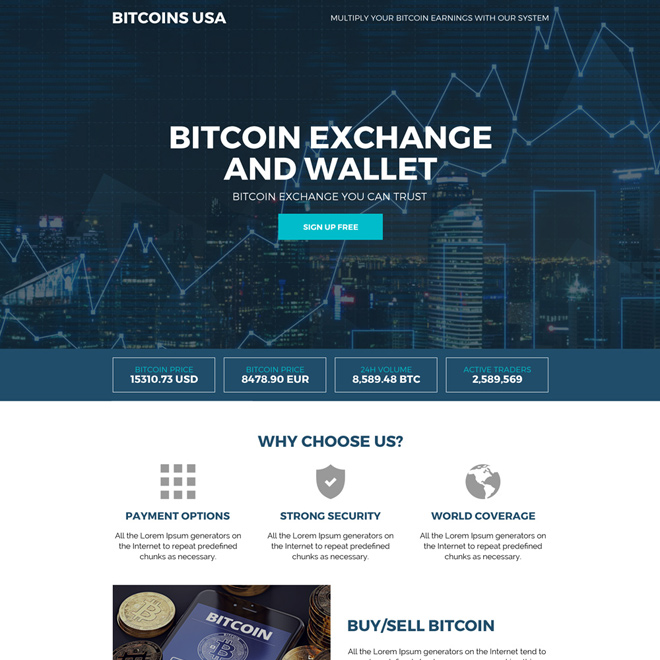 BITCOINS USA
MULTIPLY YOUR BITCOIN EARNINGS WITH OUR SYSTEM
BITCOIN EXCHANGE
AND WALLET
BITCOIN EXCHANGE YOU CAN TRUST
SIGN UP FREE
BITCOIN PRICE
15310.73 USD
BITCOIN PRICE
8478.90 EUR
24H VOLUME
8,589.48 BTC
ACTIVE TRADERS
2,589,569
WHY CHOOSE US?
PAYMENT OPTIONS
All the Lorem Ipsum generators on
the Internet to repeat predefined
chunks as necessary.
STRONG SECURITY
All the Lorem Ipsum generators on
the Internet to repeat predefined
chunks as necessary.
WORLD COVERAGE
All the Lorem Ipsum generators on
the Internet to repeat predefined
chunks as necessary.
BITCOIN
BUY/SELL BITCOIN
All the Lorem Ipsum generators on the Internet tend to